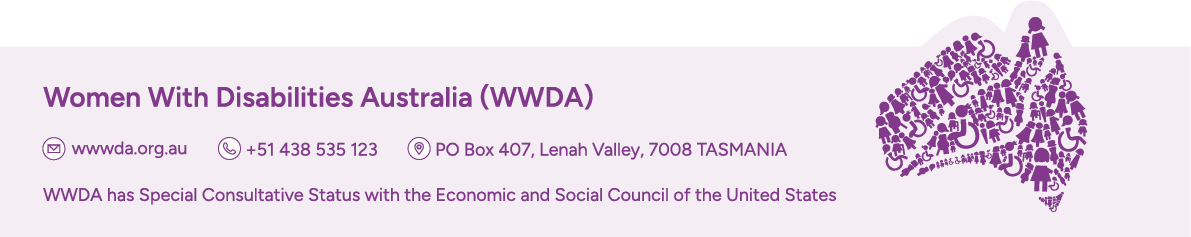 Women With Disabilities Australia (WWDA)
wwwda.org.au +51 438 535 123 PO Box 407, Lenah Valley, 7008 TASMANIA
WWDA has Special Consultative Status with the Economic and Social Council of the United States